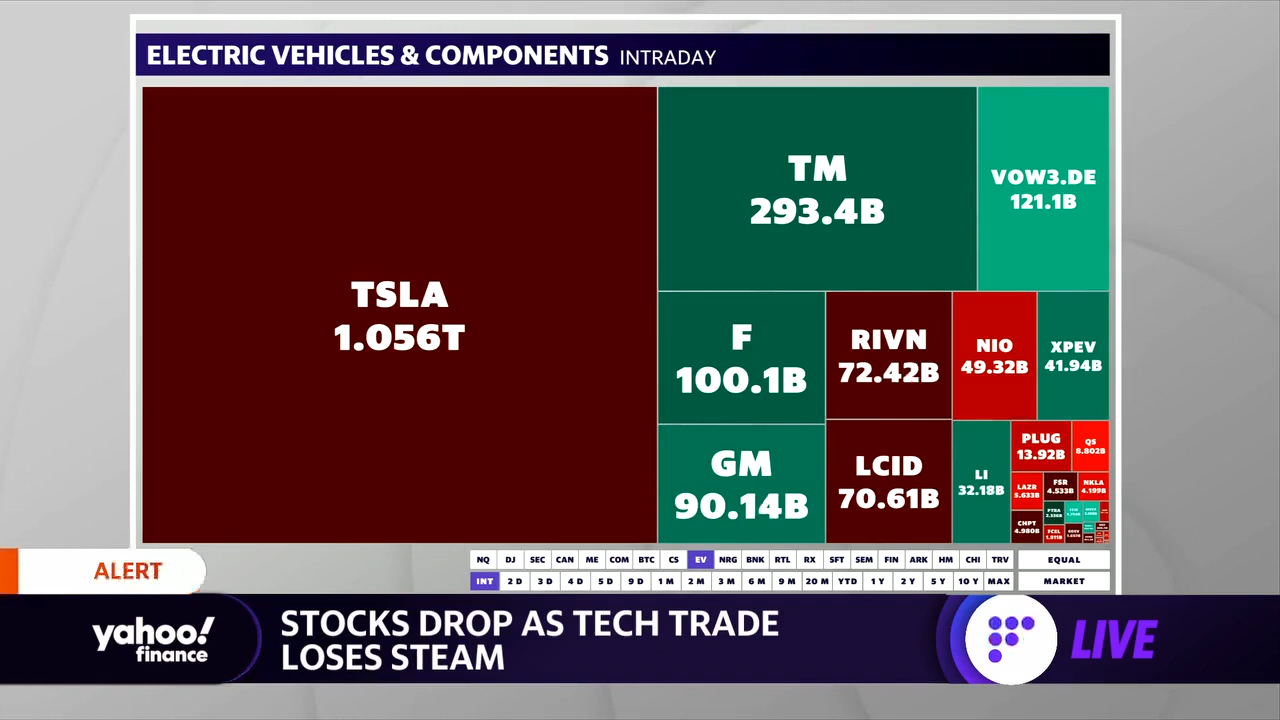 ELECTRIC VEHICLES & COMPONENTS INTRADAY
TSLA
1.056T
TM
293.4B
VOW3.DE
121.1B
F
100.1B
RIVN
72.42B
NIO
49.32B
XPEV
41.94B
GM
90.14B
LCID
70.61B
LI
32.18B
PLUG
13.92B
QS
8.802B
LAZR
5.633B
FSR
4.533B
NKLA
4.199B
CHPT
4.980B
PTRA
FCEL
NQ DJ SEC CAN ME COM BTC CS EV NRG BNK RTL RX SFT SEM FIN ARK HM CHI TRV EQUAL
INT 2 D 3 D 4 D 5 D 9 D 1 M 2 M 3 M 6 M 9 M 20 M YTD 1 Y 2 Y 5 Y 10 Y MAX MARKET
ALERT
yahoo!
finance
STOCKS DROP AS TECH TRADE
LOSES STEAM
LIVE